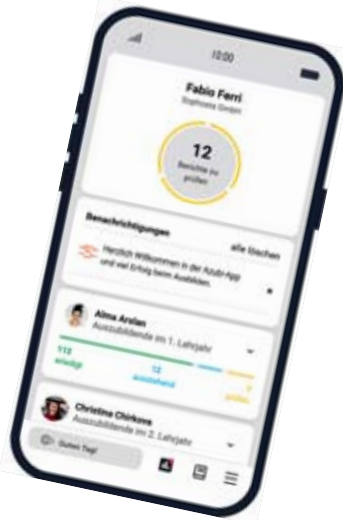 12:00
Fabio Ferri
Sophosta GmbH
12
Berichte zu
prüfen
Benachrichtigungen
alle löschen
Herzlich Willkommen in der Azubi-App
und viel Erfolg beim Ausbilden.
Alma Arslan
Auszubildende im 1. Lehrjahr
112
12
erledigt
ausstehend
prüfen
Christina Chirkova
Auszubildende im 2. Lehrjahr
Guten Tag!